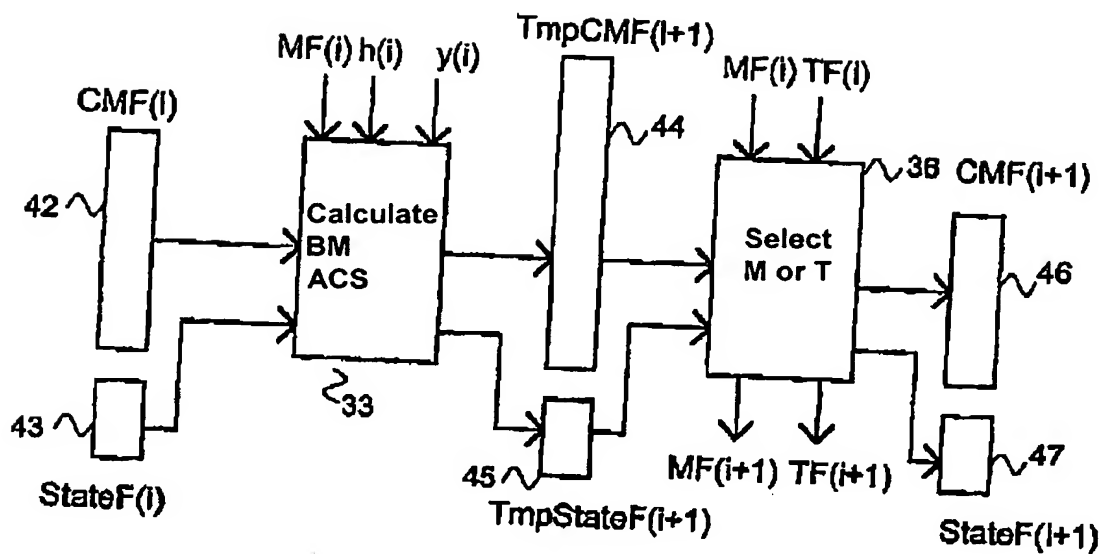 TmpCMF(i+1)
MF(i) h(i) y(i)
MF(i) TF(i)
CMF(i)
44
36
CMF(i+1)
42
Calculate
BM
ACS
Select
M or T
46
43
33
45
MF(i+1) TF(i+1)
47
StateF(i)
TmpStateF(i+1)
StateF(i+1)